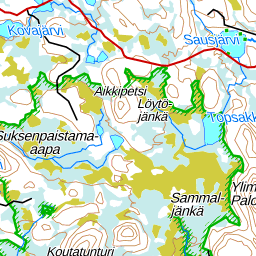 Kovajärvi
Sausjärvi
Aikkipetsi
Löytö-
jänkä
Topsakk
Suksenpaistama-
aapa
Ylim
Palo
Sammal-
jänkä
Koutatunturi